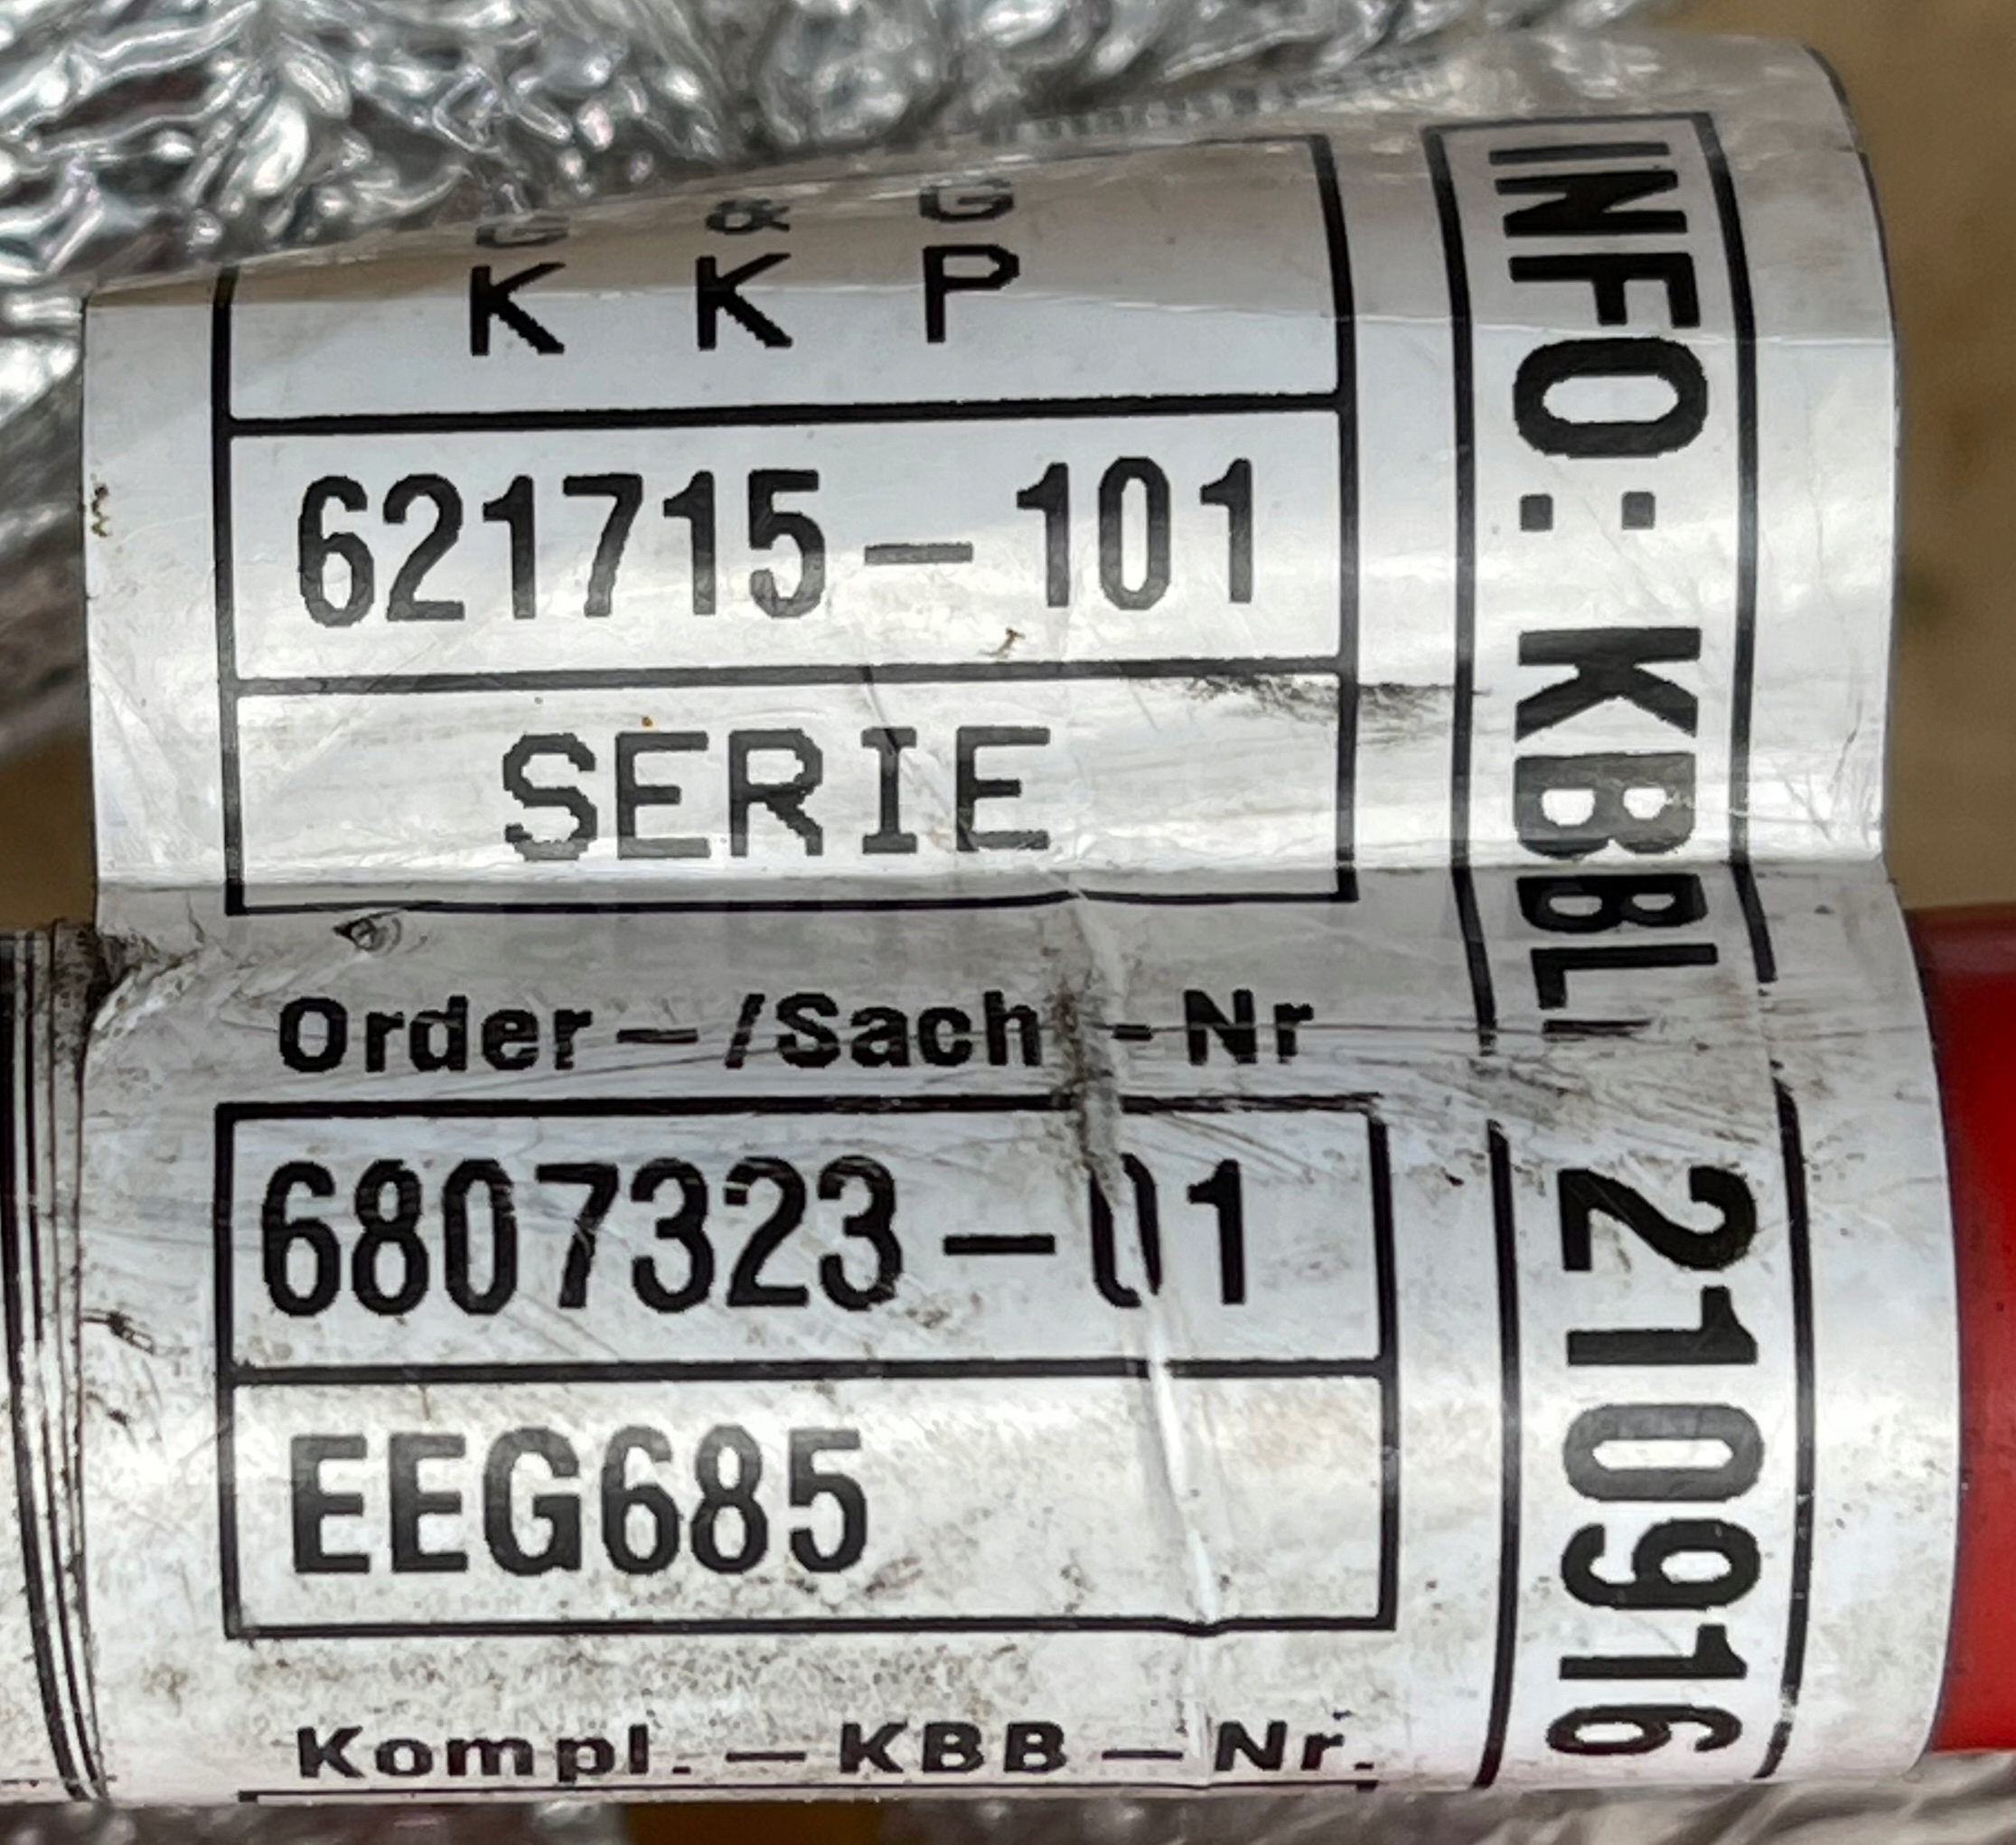 G & G
K K P
621715-101
SERIE
Order-/Sach-Nr
6807323-01
EEG685
Kompl.-KBB-Nr.
INFO: KBBL 210916